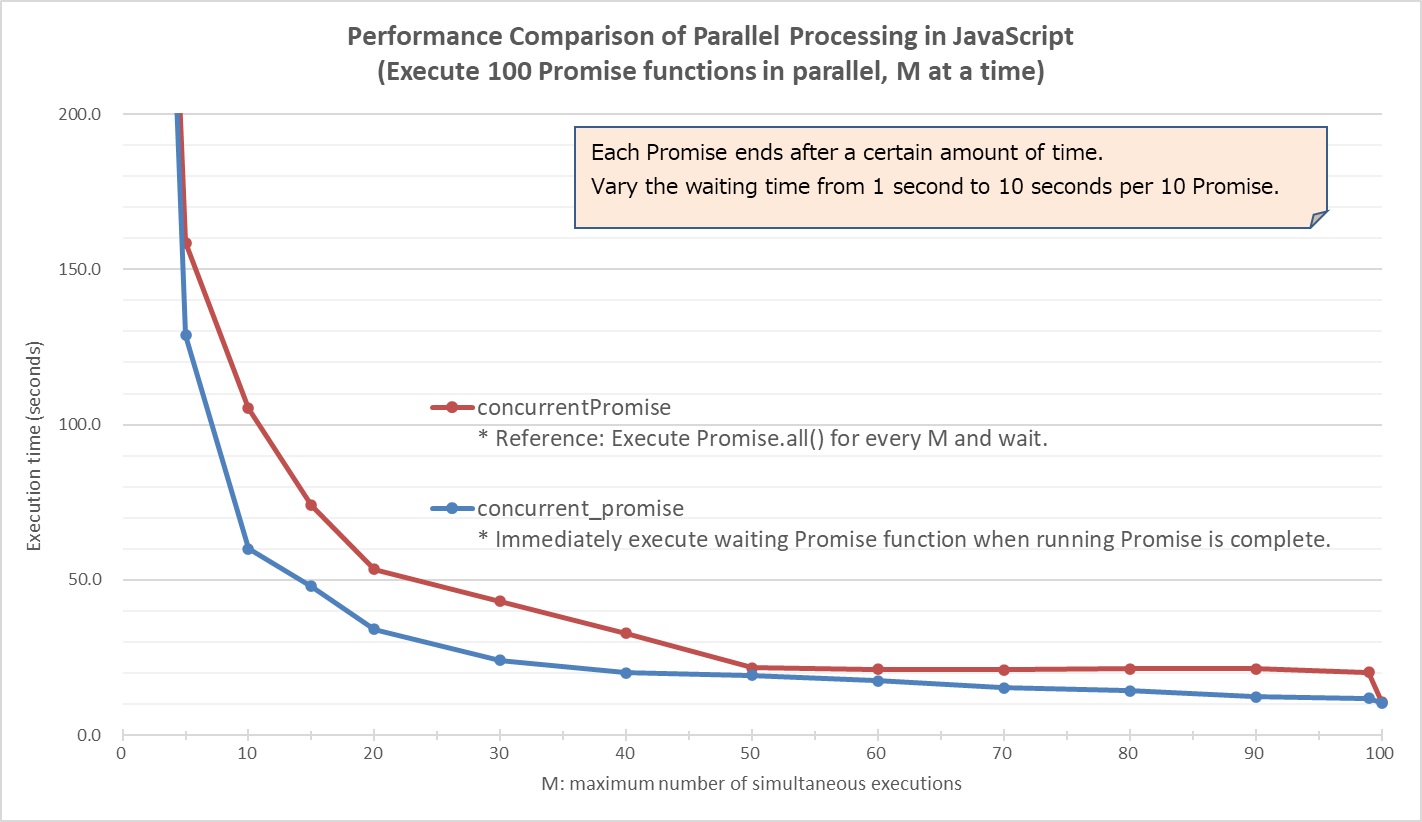 Performance Comparison of Parallel Processing in JavaScript
(Execute 100 Promise functions in parallel, M at a time)
200.0
Each Promise ends after a certain amount of time.
Vary the waiting time from 1 second to 10 seconds per 10 Promise.
150.0
Execution time (seconds)
concurrentPromise
* Reference: Execute Promise.all() for every M and wait.
100.0
concurrent_promise
* Immediately execute waiting Promise function when running Promise is complete.
50.0
0.0
0 10 20 30 40 50 60 70 80 90 100
M: maximum number of simultaneous executions